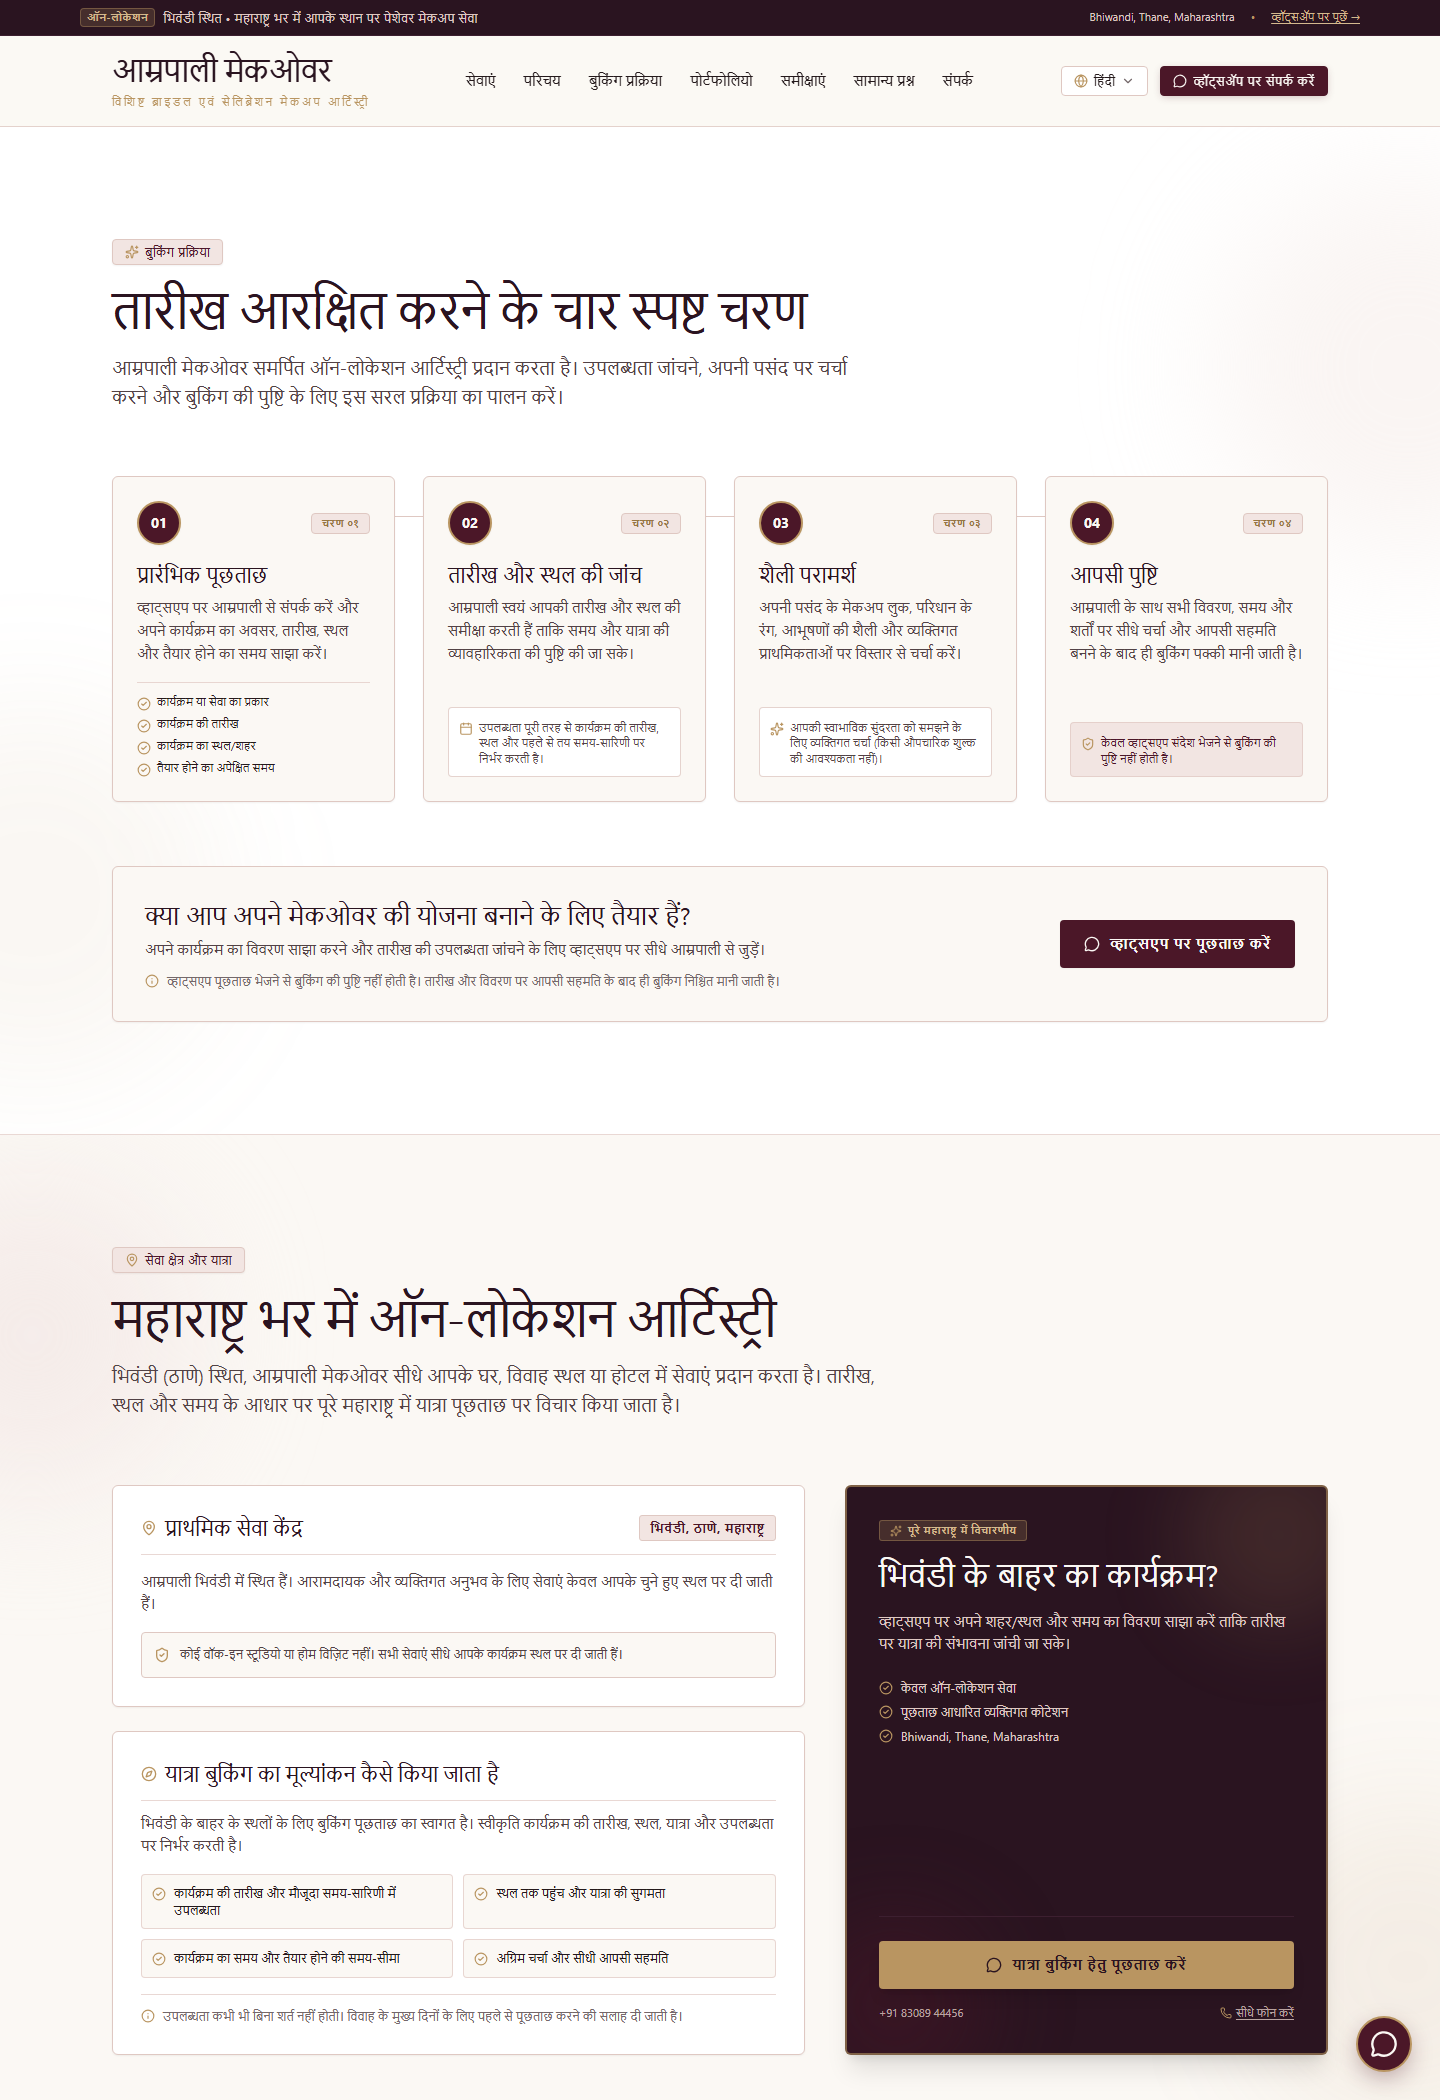 ऑन-लोकेशन भिवंडी स्थित • महाराष्ट्र भर में आपके स्थान पर पेशेवर मेकअप सेवा
Bhiwandi, Thane, Maharashtra • व्हॉट्सॲप पर पूछें →
आम्रपाली मेकओवर
विशिष्ट ब्राइडल एवं सेलिब्रेशन मेकअप आर्टिस्ट्री
सेवाएं परिचय बुकिंग प्रक्रिया पोर्टफोलियो समीक्षाएं सामान्य प्रश्न संपर्क
हिंदी
व्हॉट्सॲप पर संपर्क करें
बुकिंग प्रक्रिया
तारीख आरक्षित करने के चार स्पष्ट चरण
आम्रपाली मेकओवर समर्पित ऑन-लोकेशन आर्टिस्ट्री प्रदान करता है। उपलब्धता जांचने, अपनी पसंद पर चर्चा
करने और बुकिंग की पुष्टि के लिए इस सरल प्रक्रिया का पालन करें।
01 चरण ०१
प्रारंभिक पूछताछ
व्हाट्सएप पर आम्रपाली से संपर्क करें और
अपने कार्यक्रम का अवसर, तारीख, स्थल
और तैयार होने का समय साझा करें।
कार्यक्रम या सेवा का प्रकार
कार्यक्रम की तारीख
कार्यक्रम का स्थल/शहर
तैयार होने का अपेक्षित समय
02 चरण ०२
तारीख और स्थल की जांच
आम्रपाली स्वयं आपकी तारीख और स्थल की
समीक्षा करती हैं ताकि समय और यात्रा की
व्यावहारिकता की पुष्टि की जा सके।
उपलब्धता पूरी तरह से कार्यक्रम की तारीख,
स्थल और पहले से तय समय-सारिणी पर
निर्भर करती है।
03 चरण ०३
शैली परामर्श
अपनी पसंद के मेकअप लुक, परिधान के
रंग, आभूषणों की शैली और व्यक्तिगत
प्राथमिकताओं पर विस्तार से चर्चा करें।
आपकी स्वाभाविक सुंदरता को समझने के
लिए व्यक्तिगत चर्चा (किसी औपचारिक शुल्क
की आवश्यकता नहीं)।
04 चरण ०४
आपसी पुष्टि
आम्रपाली के साथ सभी विवरण, समय और
शर्तों पर सीधे चर्चा और आपसी सहमति
बनने के बाद ही बुकिंग पक्की मानी जाती है।
केवल व्हाट्सएप संदेश भेजने से बुकिंग की
पुष्टि नहीं होती है।
क्या आप अपने मेकओवर की योजना बनाने के लिए तैयार हैं?
अपने कार्यक्रम का विवरण साझा करने और तारीख की उपलब्धता जांचने के लिए व्हाट्सएप पर सीधे आम्रपाली से जुड़ें।
व्हाट्सएप पूछताछ भेजने से बुकिंग की पुष्टि नहीं होती है। तारीख और विवरण पर आपसी सहमति के बाद ही बुकिंग निश्चित मानी जाती है।
व्हाट्सएप पर पूछताछ करें
सेवा क्षेत्र और यात्रा
महाराष्ट्र भर में ऑन-लोकेशन आर्टिस्ट्री
भिवंडी (ठाणे) स्थित, आम्रपाली मेकओवर सीधे आपके घर, विवाह स्थल या होटल में सेवाएं प्रदान करता है। तारीख,
स्थल और समय के आधार पर पूरे महाराष्ट्र में यात्रा पूछताछ पर विचार किया जाता है।
प्राथमिक सेवा केंद्र
भिवंडी, ठाणे, महाराष्ट्र
आम्रपाली भिवंडी में स्थित हैं। आरामदायक और व्यक्तिगत अनुभव के लिए सेवाएं केवल आपके चुने हुए स्थल पर दी जाती
हैं।
कोई वॉक-इन स्टूडियो या होम विज़िट नहीं। सभी सेवाएं सीधे आपके कार्यक्रम स्थल पर दी जाती हैं।
यात्रा बुकिंग का मूल्यांकन कैसे किया जाता है
भिवंडी के बाहर के स्थलों के लिए बुकिंग पूछताछ का स्वागत है। स्वीकृति कार्यक्रम की तारीख, स्थल, यात्रा और उपलब्धता
पर निर्भर करती है।
कार्यक्रम की तारीख और मौजूदा समय-सारिणी में
उपलब्धता
स्थल तक पहुंच और यात्रा की सुगमता
कार्यक्रम का समय और तैयार होने की समय-सीमा
अग्रिम चर्चा और सीधी आपसी सहमति
उपलब्धता कभी भी बिना शर्त नहीं होती। विवाह के मुख्य दिनों के लिए पहले से पूछताछ करने की सलाह दी जाती है।
पूरे महाराष्ट्र में विचारणीय
भिवंडी के बाहर का कार्यक्रम?
व्हाट्सएप पर अपने शहर/स्थल और समय का विवरण साझा करें ताकि तारीख
पर यात्रा की संभावना जांची जा सके।
केवल ऑन-लोकेशन सेवा
पूछताछ आधारित व्यक्तिगत कोटेशन
Bhiwandi, Thane, Maharashtra
यात्रा बुकिंग हेतु पूछताछ करें
+91 83089 44456
सीधे फोन करें